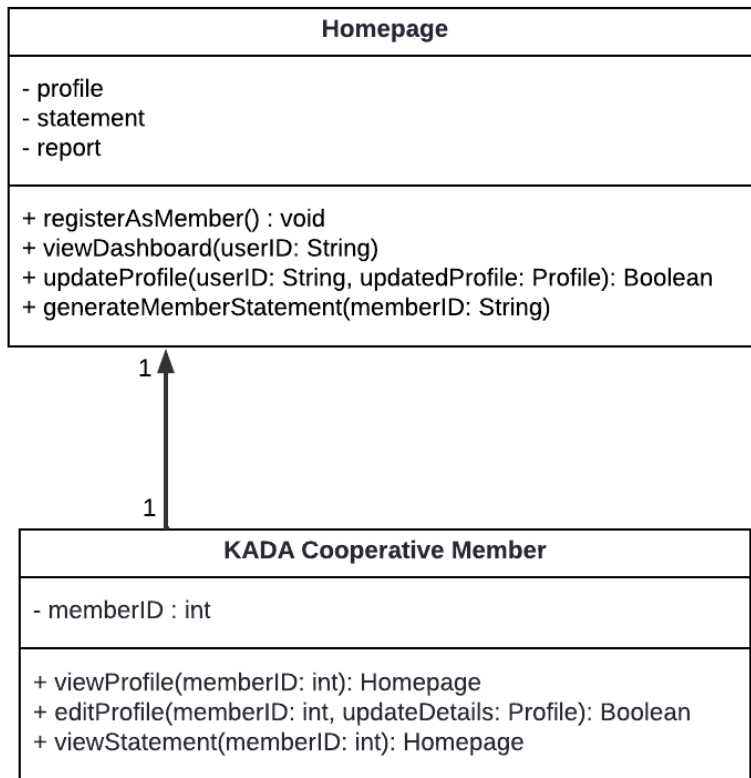 Homepage
- profile
- statement
- report
+ registerAsMember() : void
+ viewDashboard(userID: String)
+ updateProfile(userID: String, updatedProfile: Profile): Boolean
+ generateMemberStatement(memberID: String)
1
1
KADA Cooperative Member
- memberID : int
+ viewProfile(memberID: int): Homepage
+ editProfile(memberID: int, updateDetails: Profile): Boolean
+ viewStatement(memberID: int): Homepage